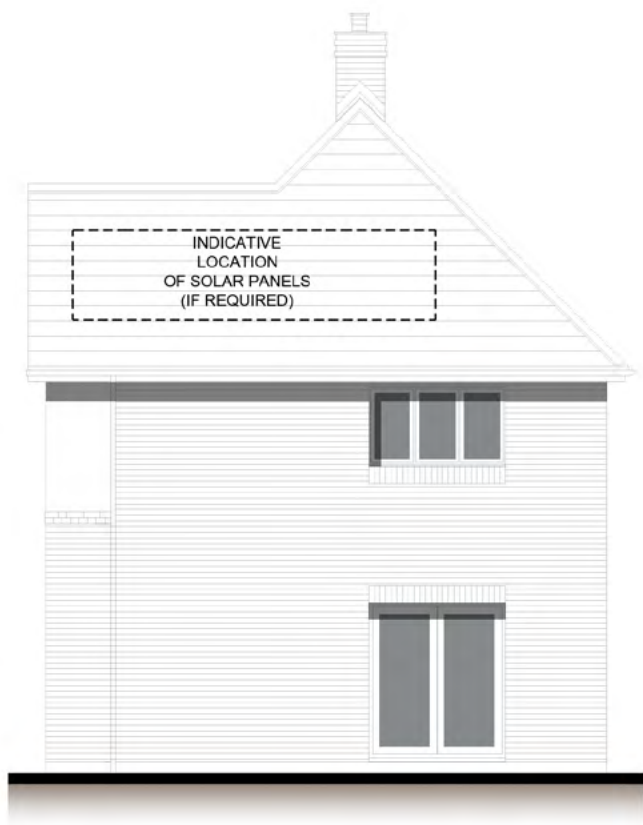 INDICATIVE
LOCATION
OF SOLAR PANELS
(IF REQUIRED)